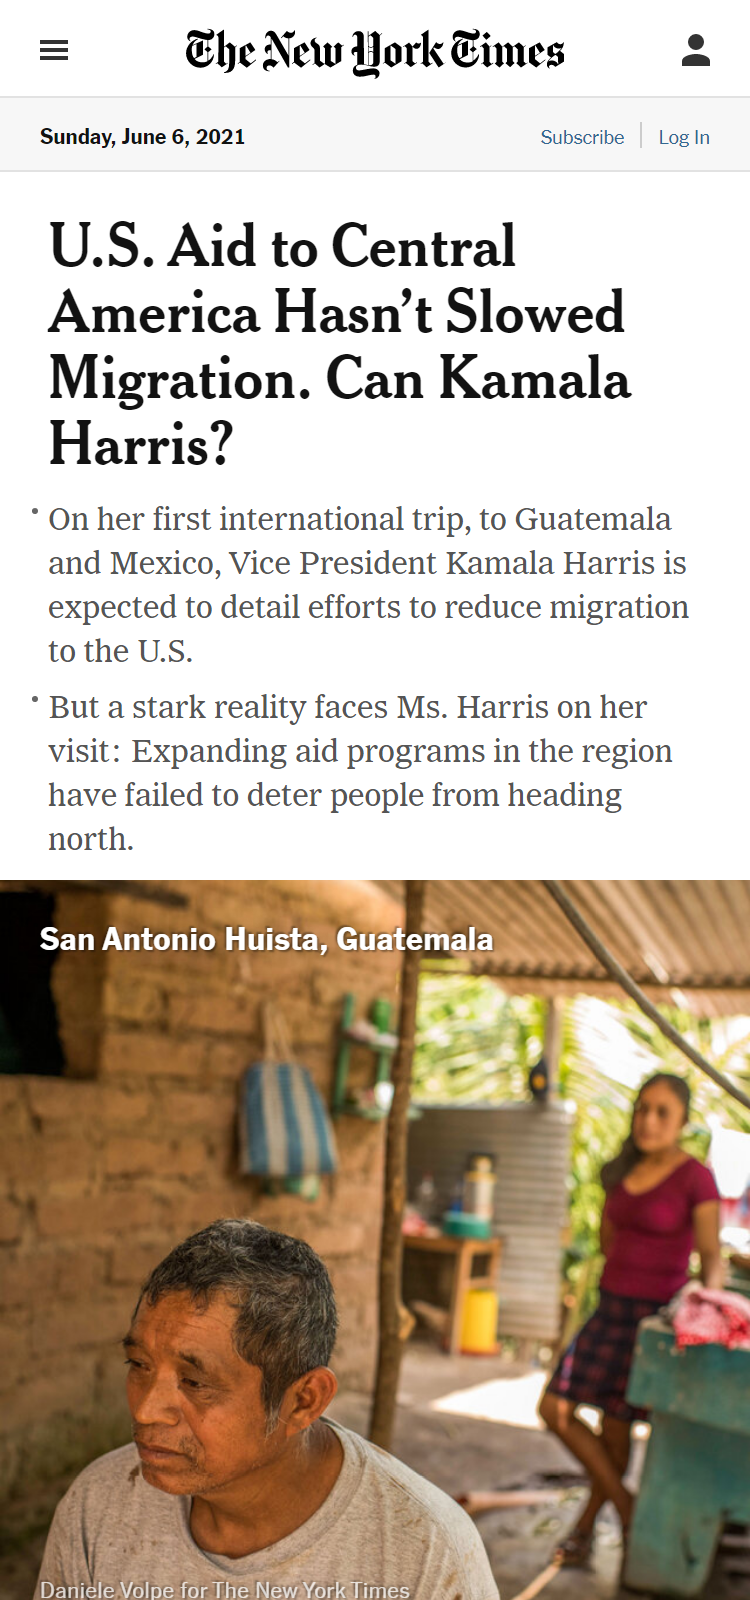 The New York Times
Sunday, June 6, 2021
Subscribe
Log In
U.S. Aid to Central
America Hasn’t Slowed
Migration. Can Kamala
Harris?
On her first international trip, to Guatemala
and Mexico, Vice President Kamala Harris is
expected to detail efforts to reduce migration
to the U.S.
But a stark reality faces Ms. Harris on her
visit: Expanding aid programs in the region
have failed to deter people from heading
north.
San Antonio Huista, Guatemala
Daniele Volpe for The New York Times